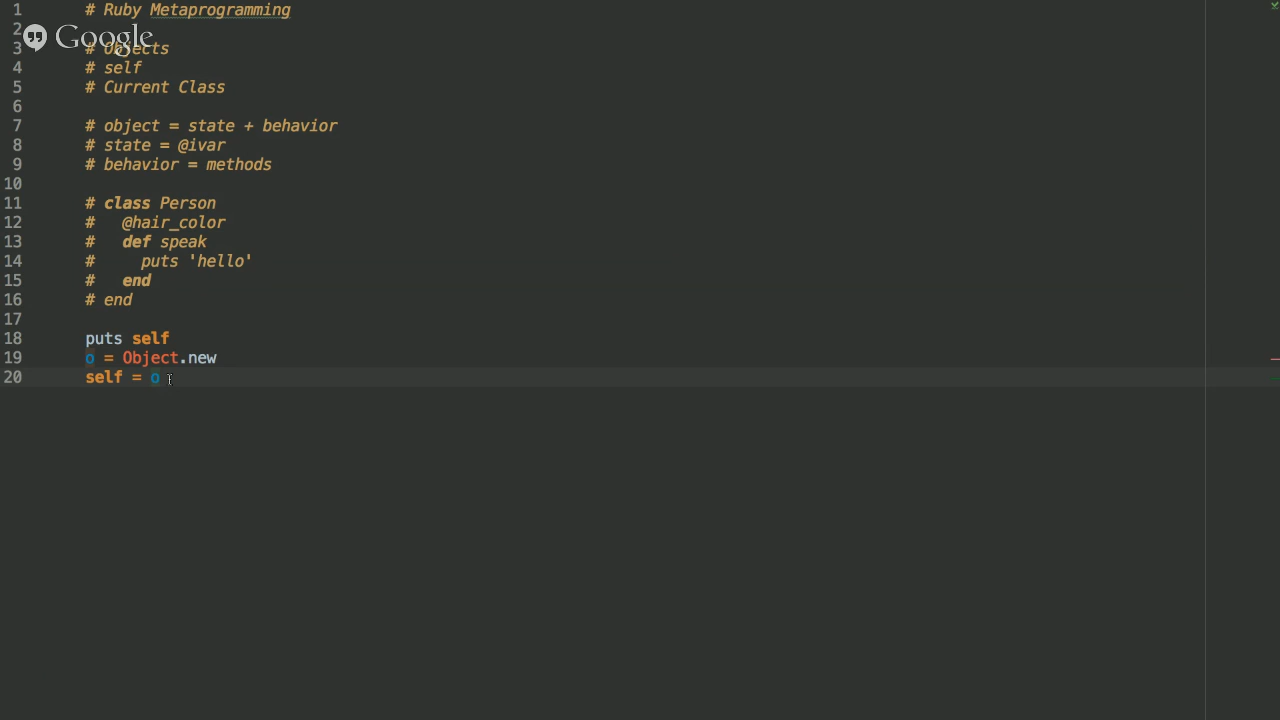 1 # Ruby Metaprogramming
2
Google
3 # Objects
4 # self
5 # Current Class
6
7 # object = state + behavior
8 # state = @ivar
9 # behavior = methods
10
11 # class Person
12 #   @hair_color
13 #   def speak
14 #     puts 'hello'
15 #   end
16 # end
17
18 puts self
19 o = Object.new
20 self = o